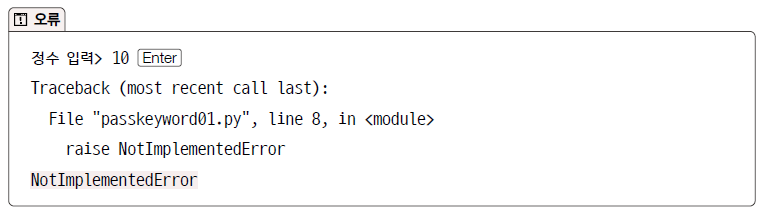 오류
정수 입력> 10 Enter
Traceback (most recent call last):
  File "passkeyword01.py", line 8, in <module>
    raise NotImplementedError
NotImplementedError